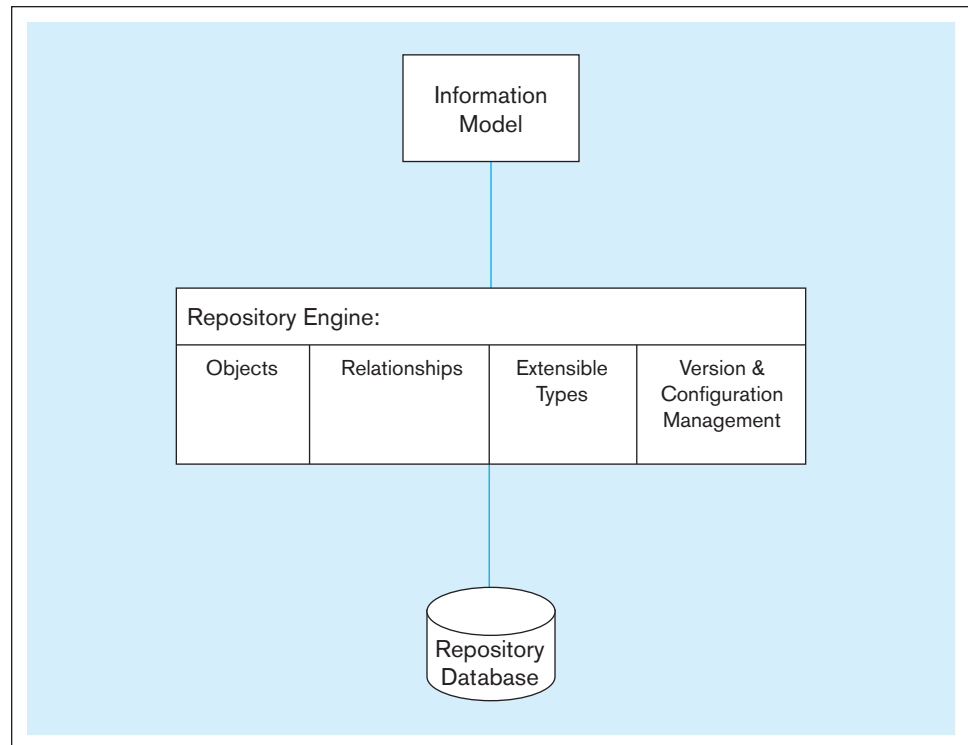 Information
Model
Repository Engine:
Objects
Relationships
Extensible
Types
Version &
Configuration
Management
Repository
Database